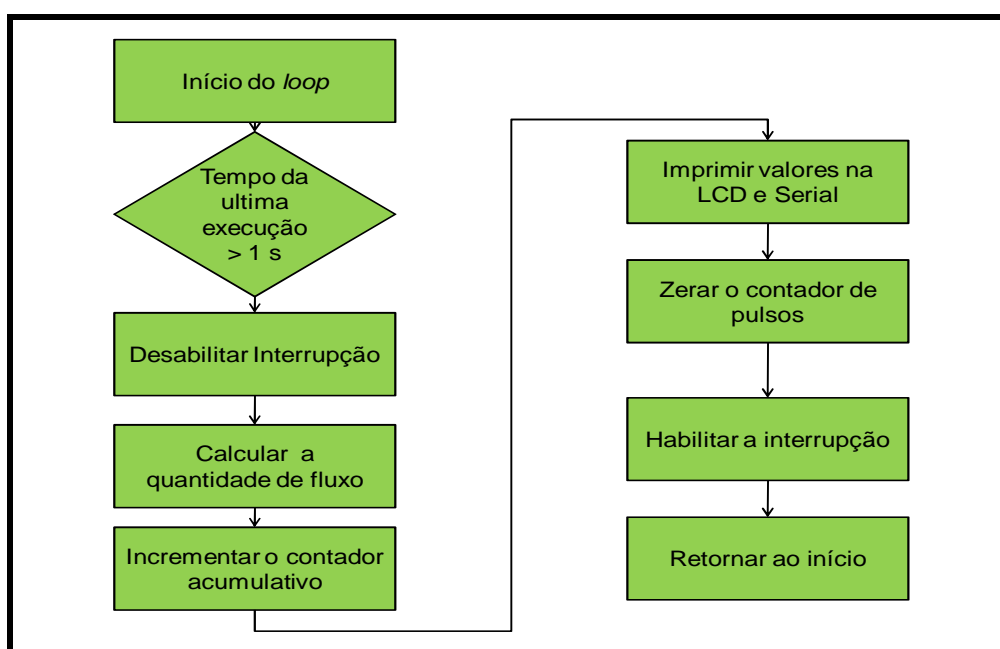 Início do loop
Tempo da
ultima
execução
> 1 s
Desabilitar Interrupção
Calcular a
quantidade de fluxo
Incrementar o contador
acumulativo
Imprimir valores na
LCD e Serial
Zerar o contador de
pulsos
Habilitar a interrupção
Retornar ao início